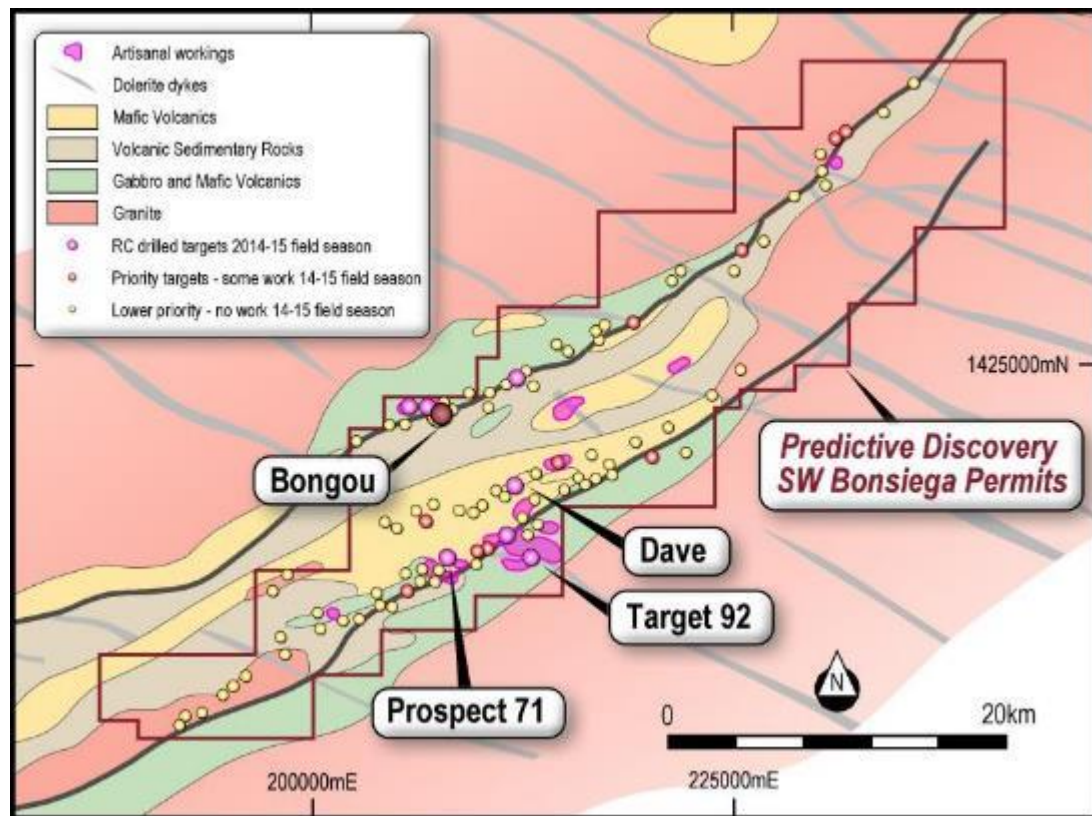 Artisanal workings
Dolerite dykes
Mafic Volcanics
Volcanic Sedimentary Rocks
Gabbro and Mafic Volcanics
Granite
RC drilled targets 2014-15 field season
Priority targets - some work 14-15 field season
Lower priority - no work 14-15 field season
1425000mN
Predictive Discovery
SW Bonsiega Permits
Bongou
Dave
Target 92
Prospect 71
N
0
20km
200000mE
225000mE